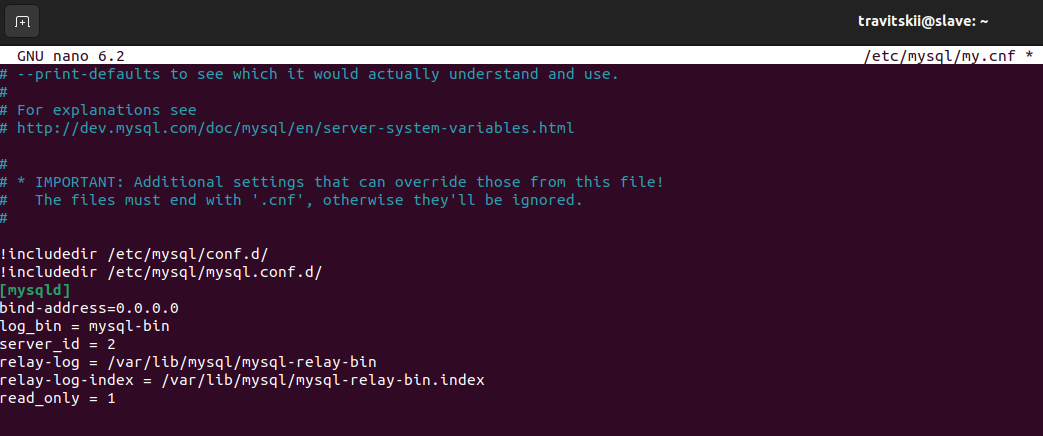 travitskii@slave: ~
GNU nano 6.2 /etc/mysql/my.cnf *
# --print-defaults to see which it would actually understand and use.
#
# For explanations see
# http://dev.mysql.com/doc/mysql/en/server-system-variables.html
#
# * IMPORTANT: Additional settings that can override those from this file!
#   The files must end with '.cnf', otherwise they'll be ignored.
#
!includedir /etc/mysql/conf.d/
!includedir /etc/mysql/mysql.conf.d/
[mysqld]
bind-address=0.0.0.0
log_bin = mysql-bin
server_id = 2
relay-log = /var/lib/mysql/mysql-relay-bin
relay-log-index = /var/lib/mysql/mysql-relay-bin.index
read_only = 1